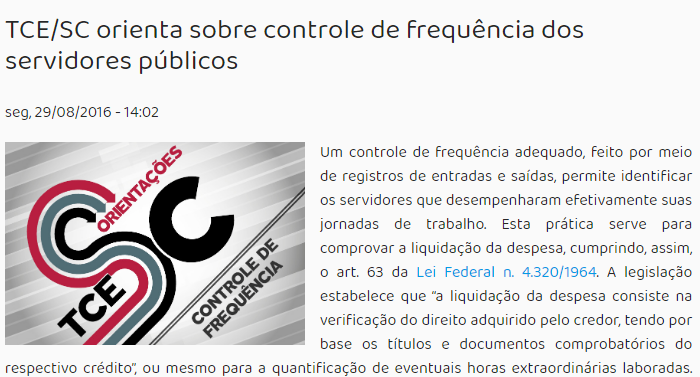 TCE/SC orienta sobre controle de frequência dos
servidores públicos
seg, 29/08/2016 - 14:02
ORIENTAÇÕES
TCE
SC
CONTROLE DE
FREQUÊNCIA
Um controle de frequência adequado, feito por meio
de registros de entradas e saídas, permite identificar
os servidores que desempenharam efetivamente suas
jornadas de trabalho. Esta prática serve para
comprovar a liquidação da despesa, cumprindo, assim,
o art. 63 da Lei Federal n. 4.320/1964. A legislação
estabelece que “a liquidação da despesa consiste na
verificação do direito adquirido pelo credor, tendo por
base os títulos e documentos comprobatórios do
respectivo crédito”, ou mesmo para a quantificação de eventuais horas extraordinárias laboradas.